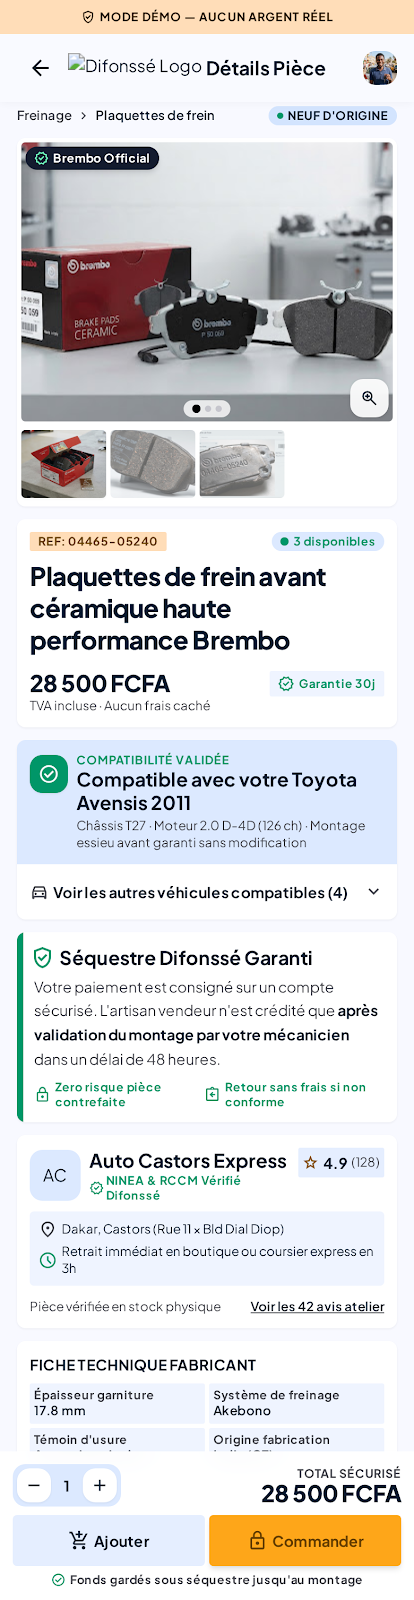 MODE DÉMO — AUCUN ARGENT RÉEL
Difonssé Logo Détails Pièce
Freinage > Plaquettes de frein
NEUF D'ORIGINE
Brembo Official
brembo
BRAKE PADS
CERAMIC
brembo
P 50 059
REF: 04465-05240
3 disponibles
Plaquettes de frein avant
céramique haute
performance Brembo
28 500 FCFA
Garantie 30j
TVA incluse · Aucun frais caché
COMPATIBILITÉ VALIDÉE
Compatible avec votre Toyota
Avensis 2011
Châssis T27 · Moteur 2.0 D-4D (126 ch) · Montage
essieu avant garanti sans modification
Voir les autres véhicules compatibles (4)
Séquestre Difonssé Garanti
Votre paiement est consigné sur un compte
sécurisé. L'artisan vendeur n'est crédité que après
validation du montage par votre mécanicien
dans un délai de 48 heures.
Zero risque pièce
contrefaite
Retour sans frais si non
conforme
AC
Auto Castors Express
4.9 (128)
NINEA & RCCM Vérifié
Difonssé
Dakar, Castors (Rue 11 x Bld Dial Diop)
Retrait immédiat en boutique ou coursier express en
3h
Pièce vérifiée en stock physique
Voir les 42 avis atelier
FICHE TECHNIQUE FABRICANT
Épaisseur garniture
17.8 mm
Système de freinage
Akebono
Témoin d'usure
Origine fabrication
1
TOTAL SÉCURISÉ
28 500 FCFA
Ajouter
Commander
Fonds gardés sous séquestre jusqu'au montage